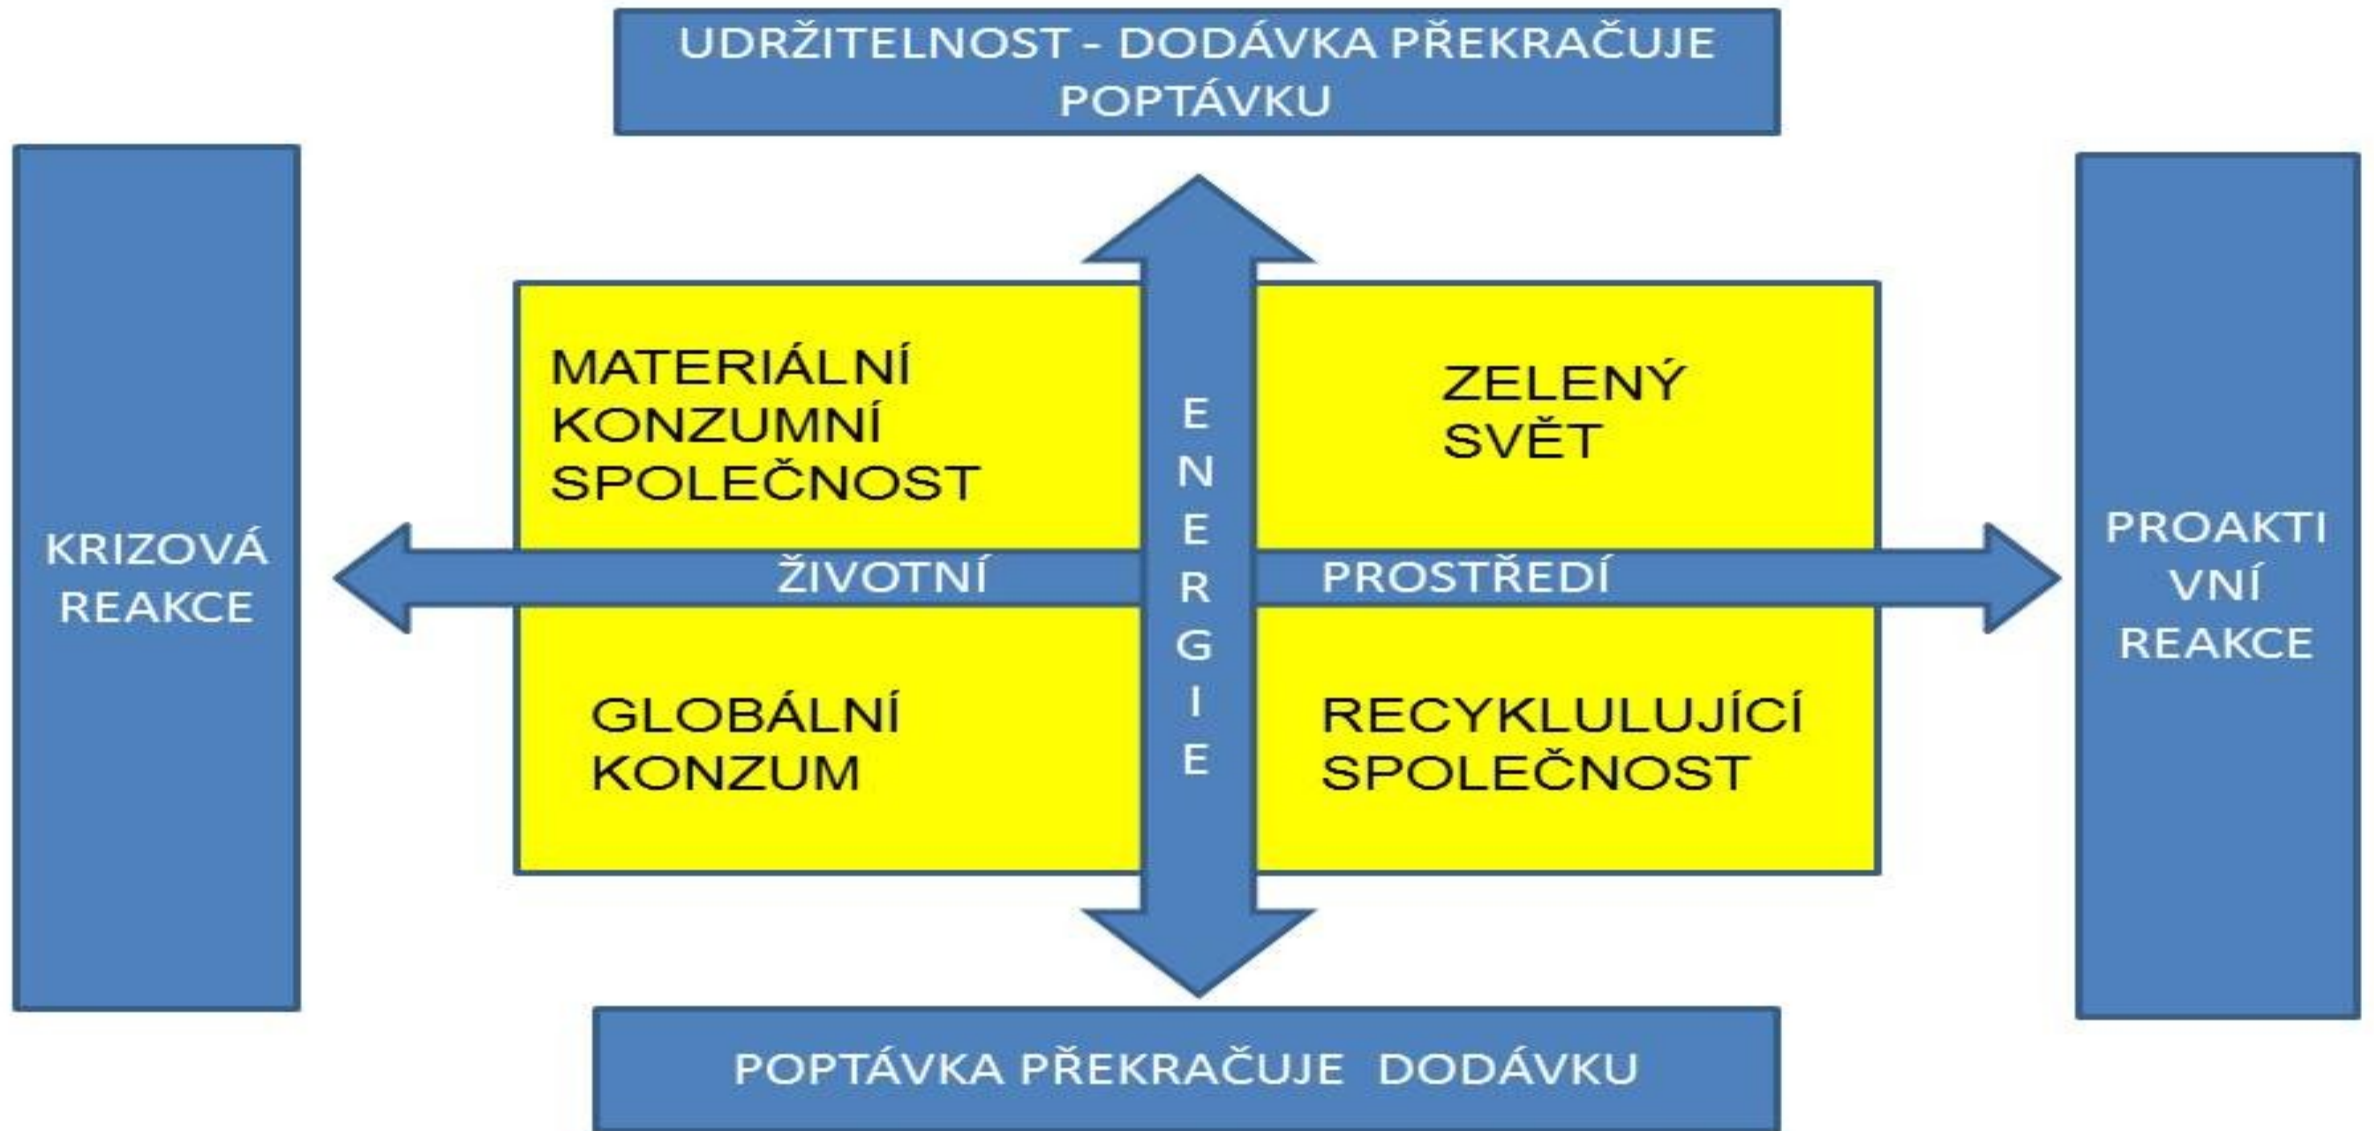 UDRŽITELNOST - DODÁVKA PŘEKRAČUJE
POPTÁVKU
KRIZOVÁ
REAKCE
MATERIÁLNÍ
KONZUMNÍ
SPOLEČNOST
ZELENÝ
SVĚT
ENERGIE
ŽIVOTNÍ PROSTŘEDÍ
GLOBÁLNÍ
KONZUM
RECYKLULUJÍCÍ
SPOLEČNOST
PROAKTI
VNÍ
REAKCE
POPTÁVKA PŘEKRAČUJE DODÁVKU